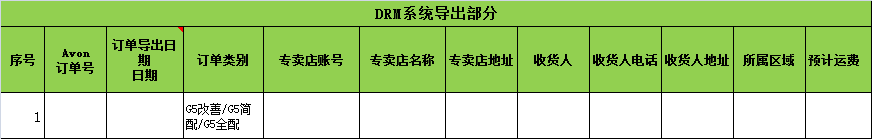 DRM系统导出部分
序号
Avon
订单号
订单导出日
期
日期
订单类别
专卖店账号
专卖店名称
专卖店地址
收货人
收货人电话
收货人地址
所属区域
预计运费
1
G5改善/G5简
配/G5全配